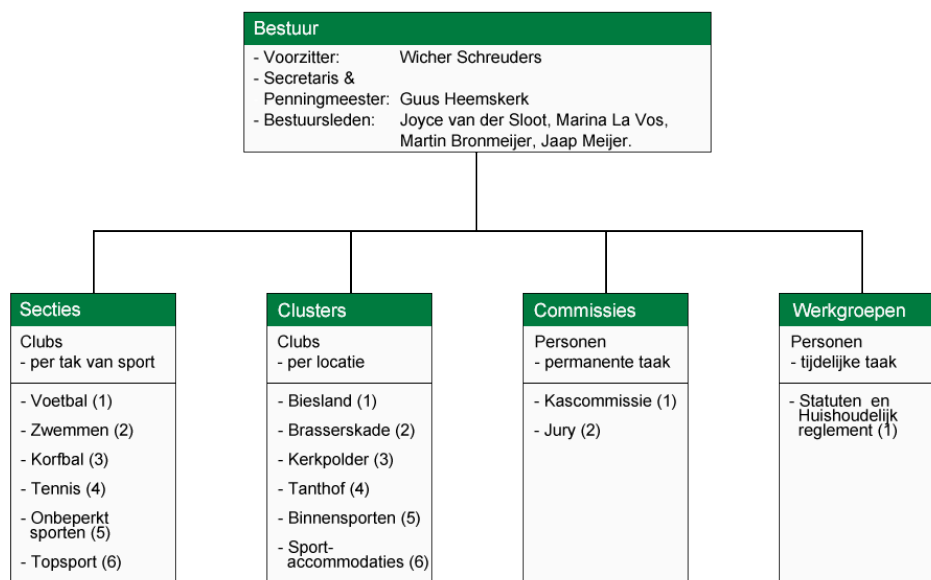 Bestuur
- Voorzitter: Wicher Schreuders
- Secretaris &
Penningmeester: Guus Heemskerk
- Bestuursleden: Joyce van der Sloot, Marina La Vos,
Martin Bronmeijer, Jaap Meijer.
Secties
Clubs
- per tak van sport
- Voetbal (1)
- Zwemmen (2)
- Korfbal (3)
- Tennis (4)
- Onbeperkt
sporten (5)
- Topsport (6)
Clusters
Clubs
- per locatie
- Biesland (1)
- Brasserskade (2)
- Kerkpolder (3)
- Tanthof (4)
- Binnensporten (5)
- Sport-
accommodaties (6)
Commissies
Personen
- permanente taak
- Kascommissie (1)
- Jury (2)
Werkgroepen
Personen
- tijdelijke taak
- Statuten en
Huishoudelijk
reglement (1)